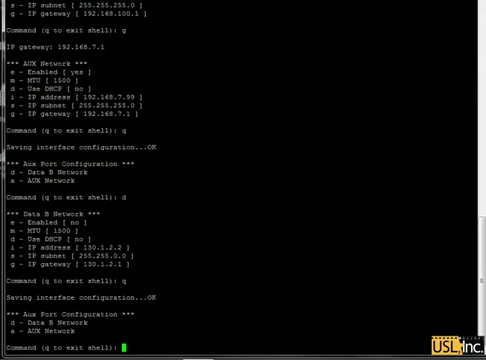 s - IP subnet [ 255.255.255.0 ]
g - IP gateway [ 192.168.100.1 ]
Command (q to exit shell): g
IP gateway: 192.168.7.1
*** AUX Network ***
e - Enabled [ yes ]
m - MTU [ 1500 ]
d - Use DHCP [ no ]
i - IP address [ 192.168.7.99 ]
s - IP subnet [ 255.255.255.0 ]
g - IP gateway [ 192.168.7.1 ]
Command (q to exit shell): q
Saving interface configuration...OK
*** Aux Port Configuration ***
d - Data B Network
a - AUX Network
Command (q to exit shell): d
*** Data B Network ***
e - Enabled [ no ]
m - MTU [ 1500 ]
d - Use DHCP [ no ]
i - IP address [ 130.1.2.2 ]
s - IP subnet [ 255.255.0.0 ]
g - IP gateway [ 130.1.2.1 ]
Command (q to exit shell): q
Saving interface configuration...OK
*** Aux Port Configuration ***
d - Data B Network
a - AUX Network
Command (q to exit shell):
USL, inc.